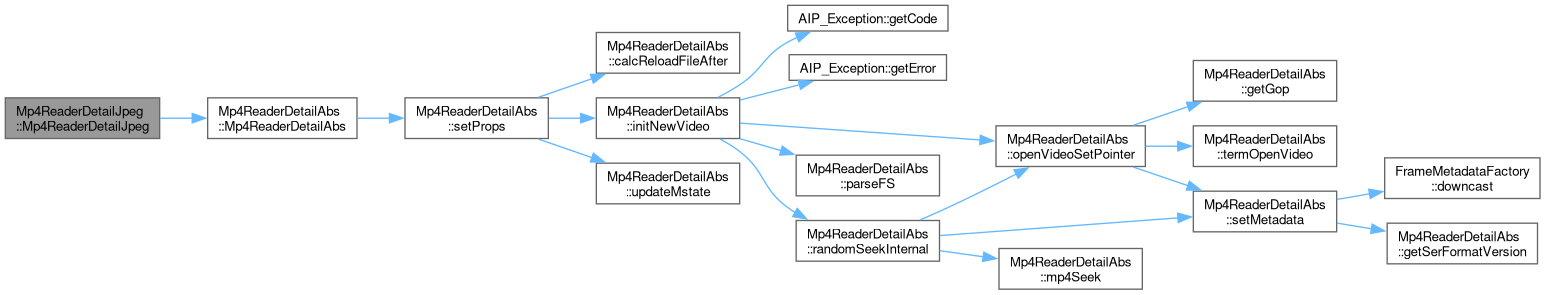 Mp4ReaderDetailJpeg
::Mp4ReaderDetailJpeg
Mp4ReaderDetailAbs
::Mp4ReaderDetailAbs
Mp4ReaderDetailAbs
::setProps
Mp4ReaderDetailAbs
::calcReloadFileAfter
Mp4ReaderDetailAbs
::initNewVideo
Mp4ReaderDetailAbs
::updateMstate
AIP_Exception::getCode
AIP_Exception::getError
Mp4ReaderDetailAbs
::parseFS
Mp4ReaderDetailAbs
::randomSeekInternal
Mp4ReaderDetailAbs
::openVideoSetPointer
Mp4ReaderDetailAbs
::mp4Seek
Mp4ReaderDetailAbs
::getGop
Mp4ReaderDetailAbs
::termOpenVideo
Mp4ReaderDetailAbs
::setMetadata
FrameMetadataFactory
::downcast
Mp4ReaderDetailAbs
::getSerFormatVersion